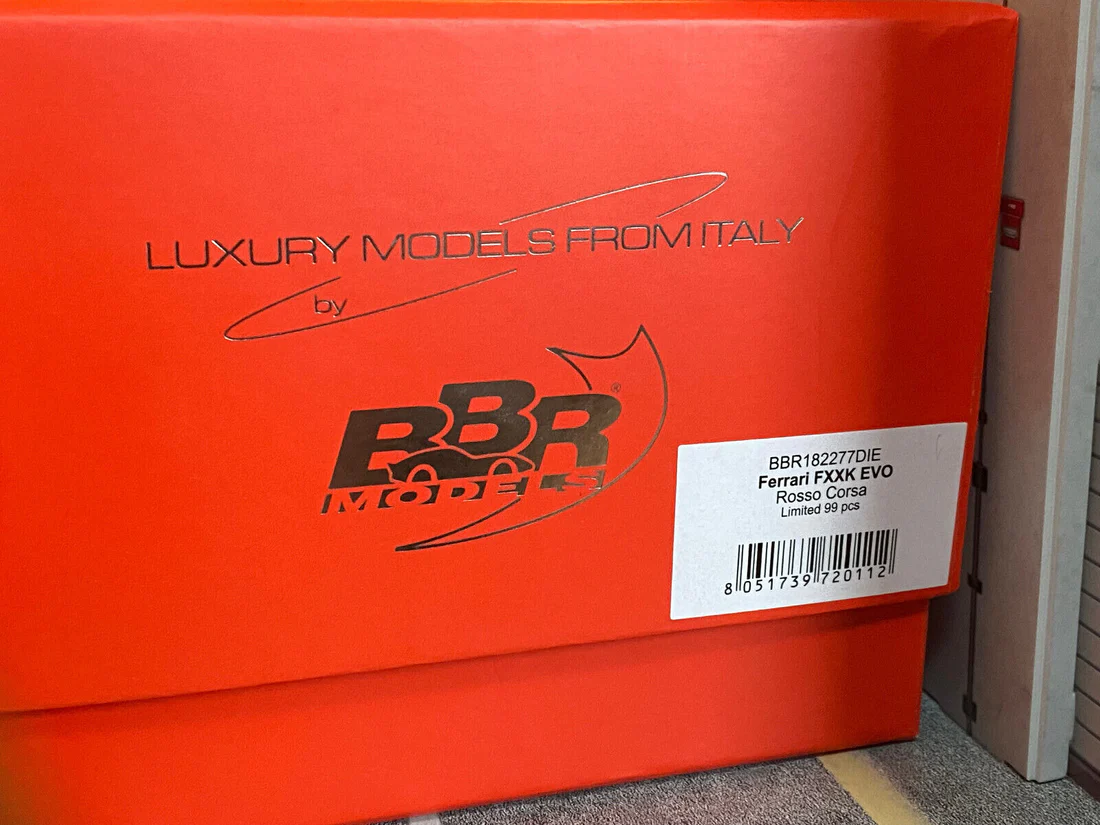 LUXURY MODELS FROM ITALY
by
BBR®
MODELS
BBR182277DIE
Ferrari FXXK EVO
Rosso Corsa
Limited 99 pcs
8 051739 720112